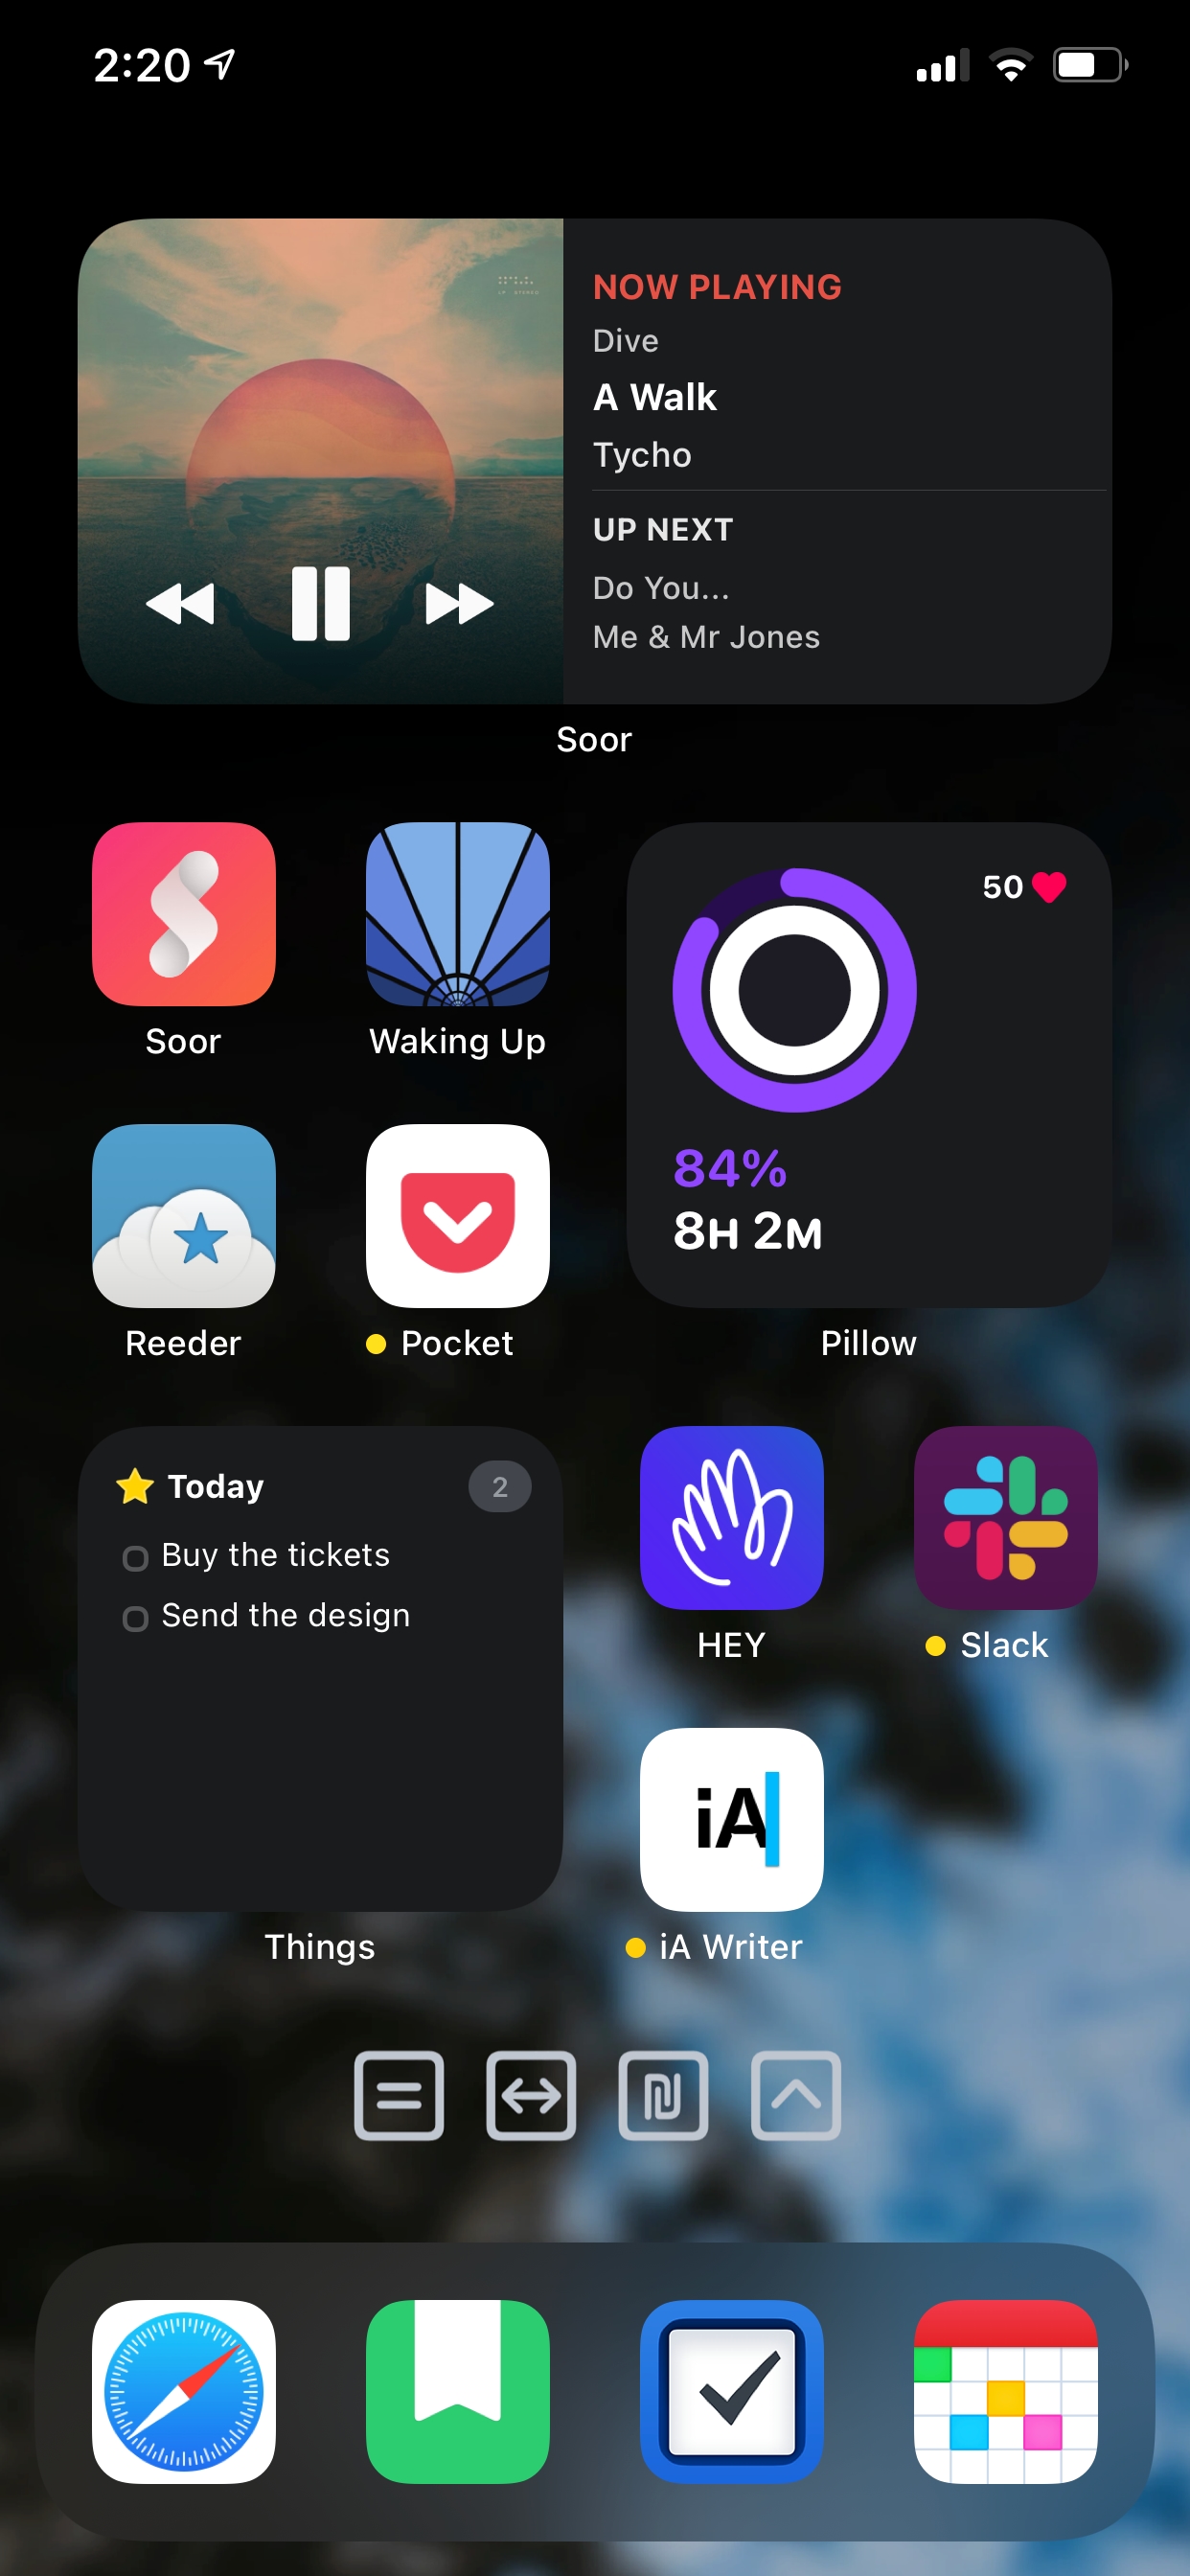 2:20
NOW PLAYING
Dive
A Walk
Tycho
UP NEXT
Do You...
Me & Mr Jones
Soor
Soor
Waking Up
50
84%
8H 2M
Reeder
Pocket
Pillow
Today
2
Buy the tickets
Send the design
HEY
Slack
iA
Things
iA Writer